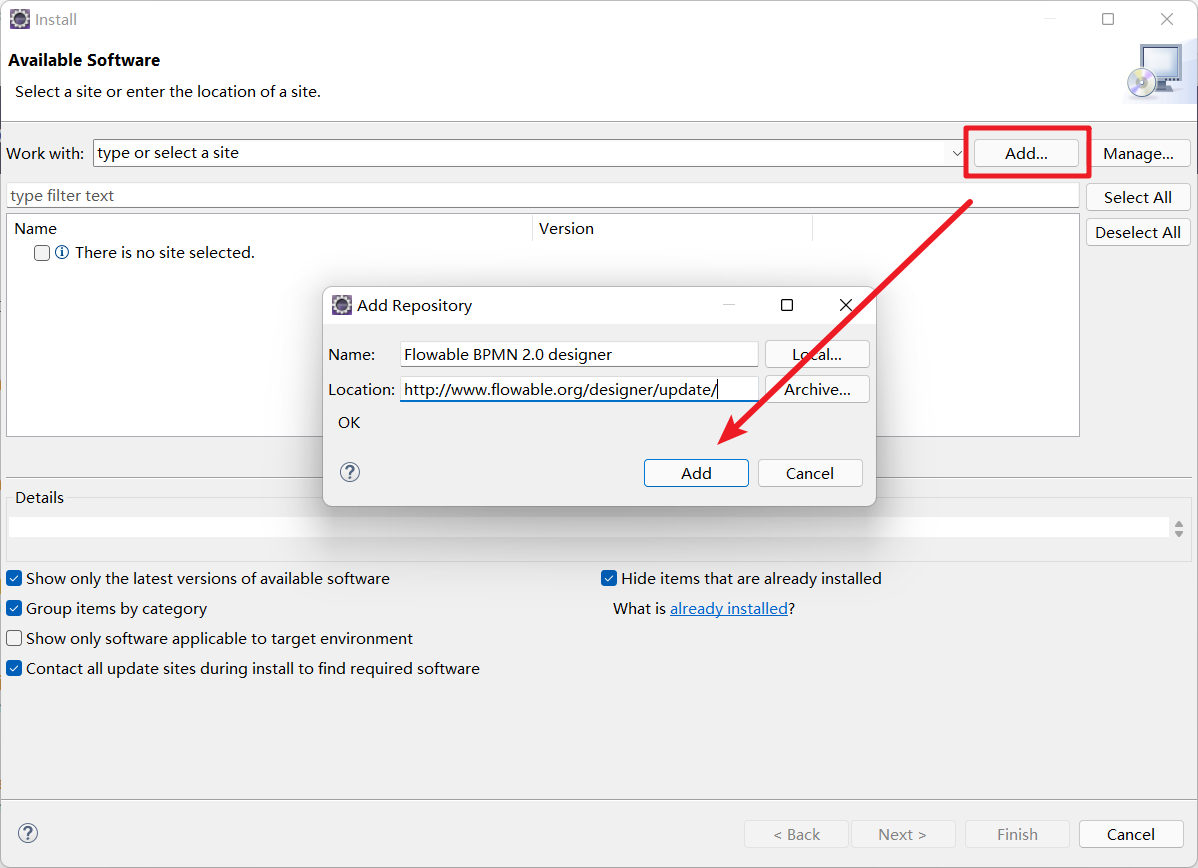 Install
Available Software
Select a site or enter the location of a site.
Work with: type or select a site Add... Manage...
type filter text Select All
Name Version Deselect All
There is no site selected.
Add Repository
Name: Flowable BPMN 2.0 designer Local...
Location: http://www.flowable.org/designer/update/ Archive...
OK
? Add Cancel
Details
Show only the latest versions of available software Hide items that are already installed
Group items by category What is already installed?
Show only software applicable to target environment
Contact all update sites during install to find required software
? < Back Next > Finish Cancel